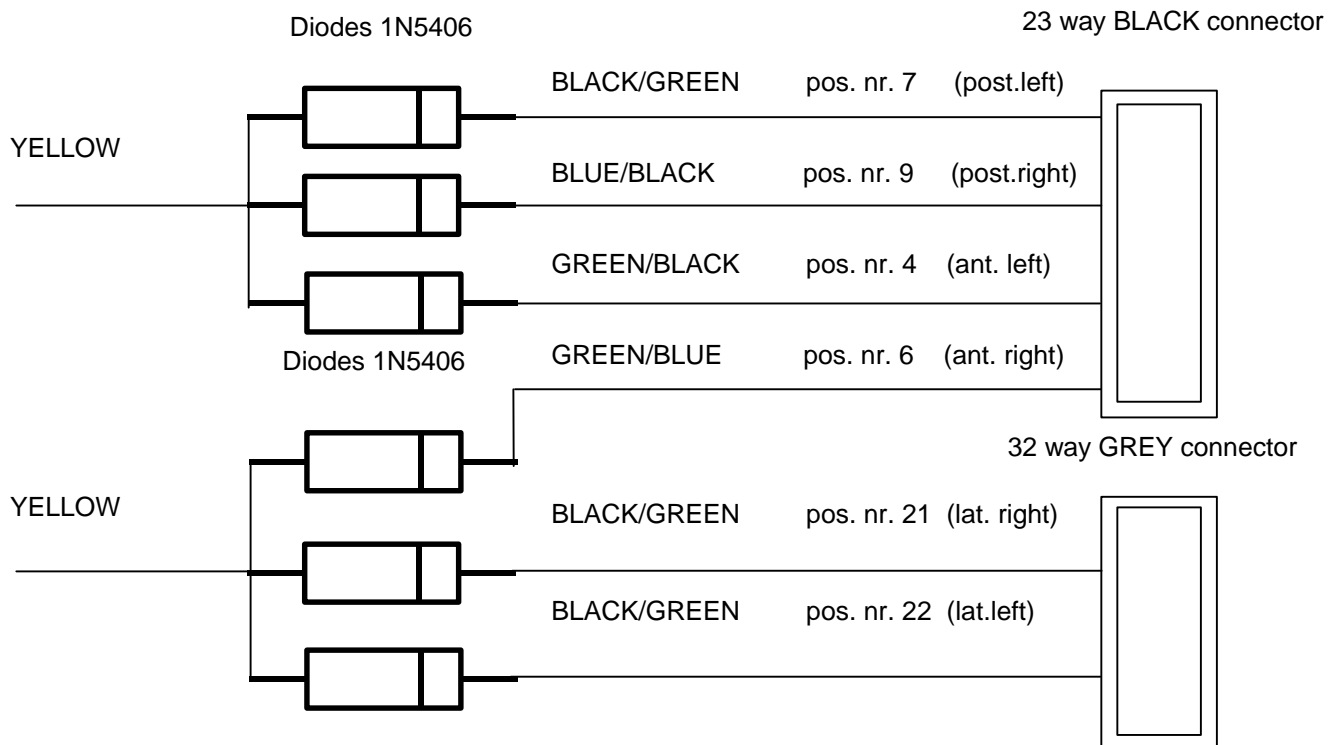 Diodes 1N5406
23 way BLACK connector
BLACK/GREEN pos. nr. 7 (post.left)
YELLOW
BLUE/BLACK pos. nr. 9 (post.right)
GREEN/BLACK pos. nr. 4 (ant. left)
Diodes 1N5406
GREEN/BLUE pos. nr. 6 (ant. right)
32 way GREY connector
YELLOW
BLACK/GREEN pos. nr. 21 (lat. right)
BLACK/GREEN pos. nr. 22 (lat.left)